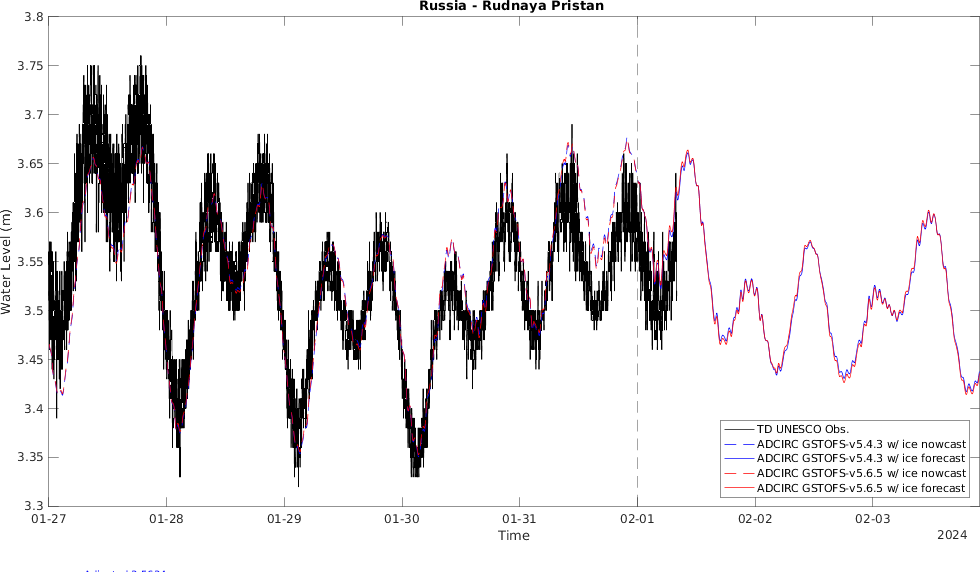 Russia - Rudnaya Pristan
Water Level (m)
3.8
3.75
3.7
3.65
3.6
3.55
3.5
3.45
3.4
3.35
3.3
TD UNESCO Obs.
ADCIRC GSTOFS-v5.4.3 w/ ice nowcast
ADCIRC GSTOFS-v5.4.3 w/ ice forecast
ADCIRC GSTOFS-v5.6.5 w/ ice nowcast
ADCIRC GSTOFS-v5.6.5 w/ ice forecast
01-27 01-28 01-29 01-30 01-31 02-01 02-02 02-03
Time
2024